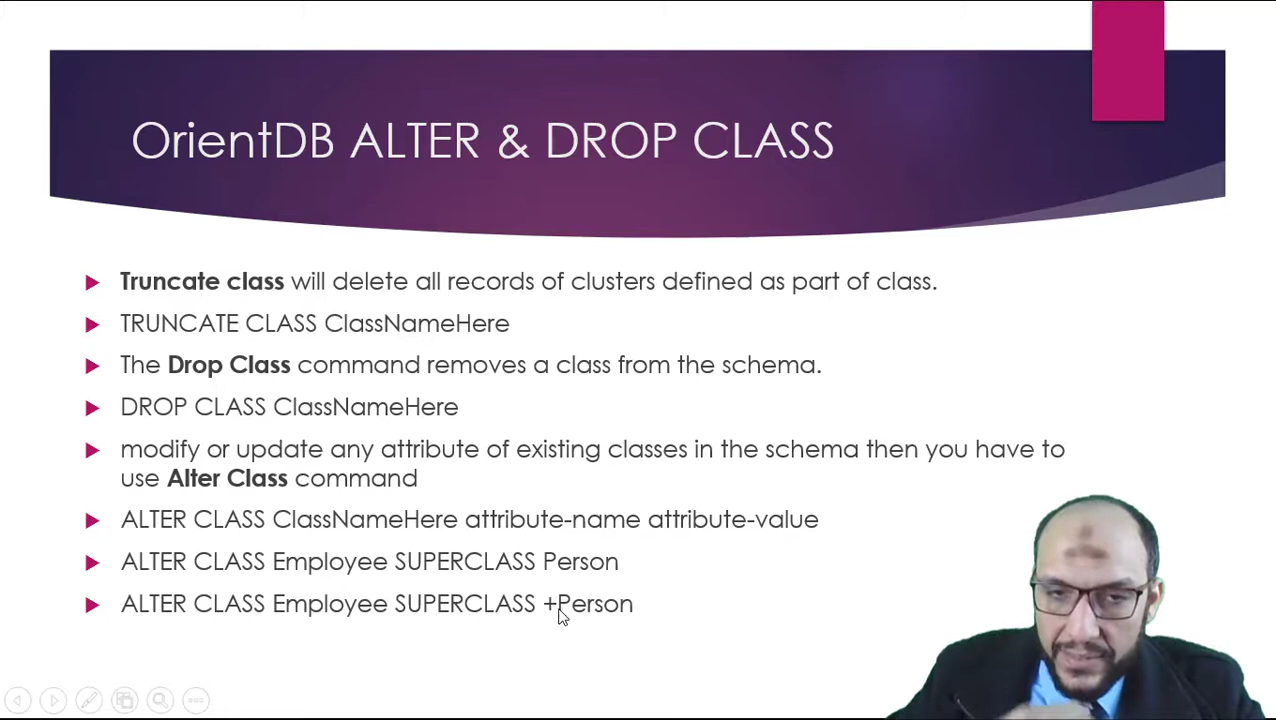 OrientDB ALTER & DROP CLASS
Truncate class will delete all records of clusters defined as part of class.
TRUNCATE CLASS ClassNameHere
The Drop Class command removes a class from the schema.
DROP CLASS ClassNameHere
modify or update any attribute of existing classes in the schema then you have to
use Alter Class command
ALTER CLASS ClassNameHere attribute-name attribute-value
ALTER CLASS Employee SUPERCLASS Person
ALTER CLASS Employee SUPERCLASS +Person